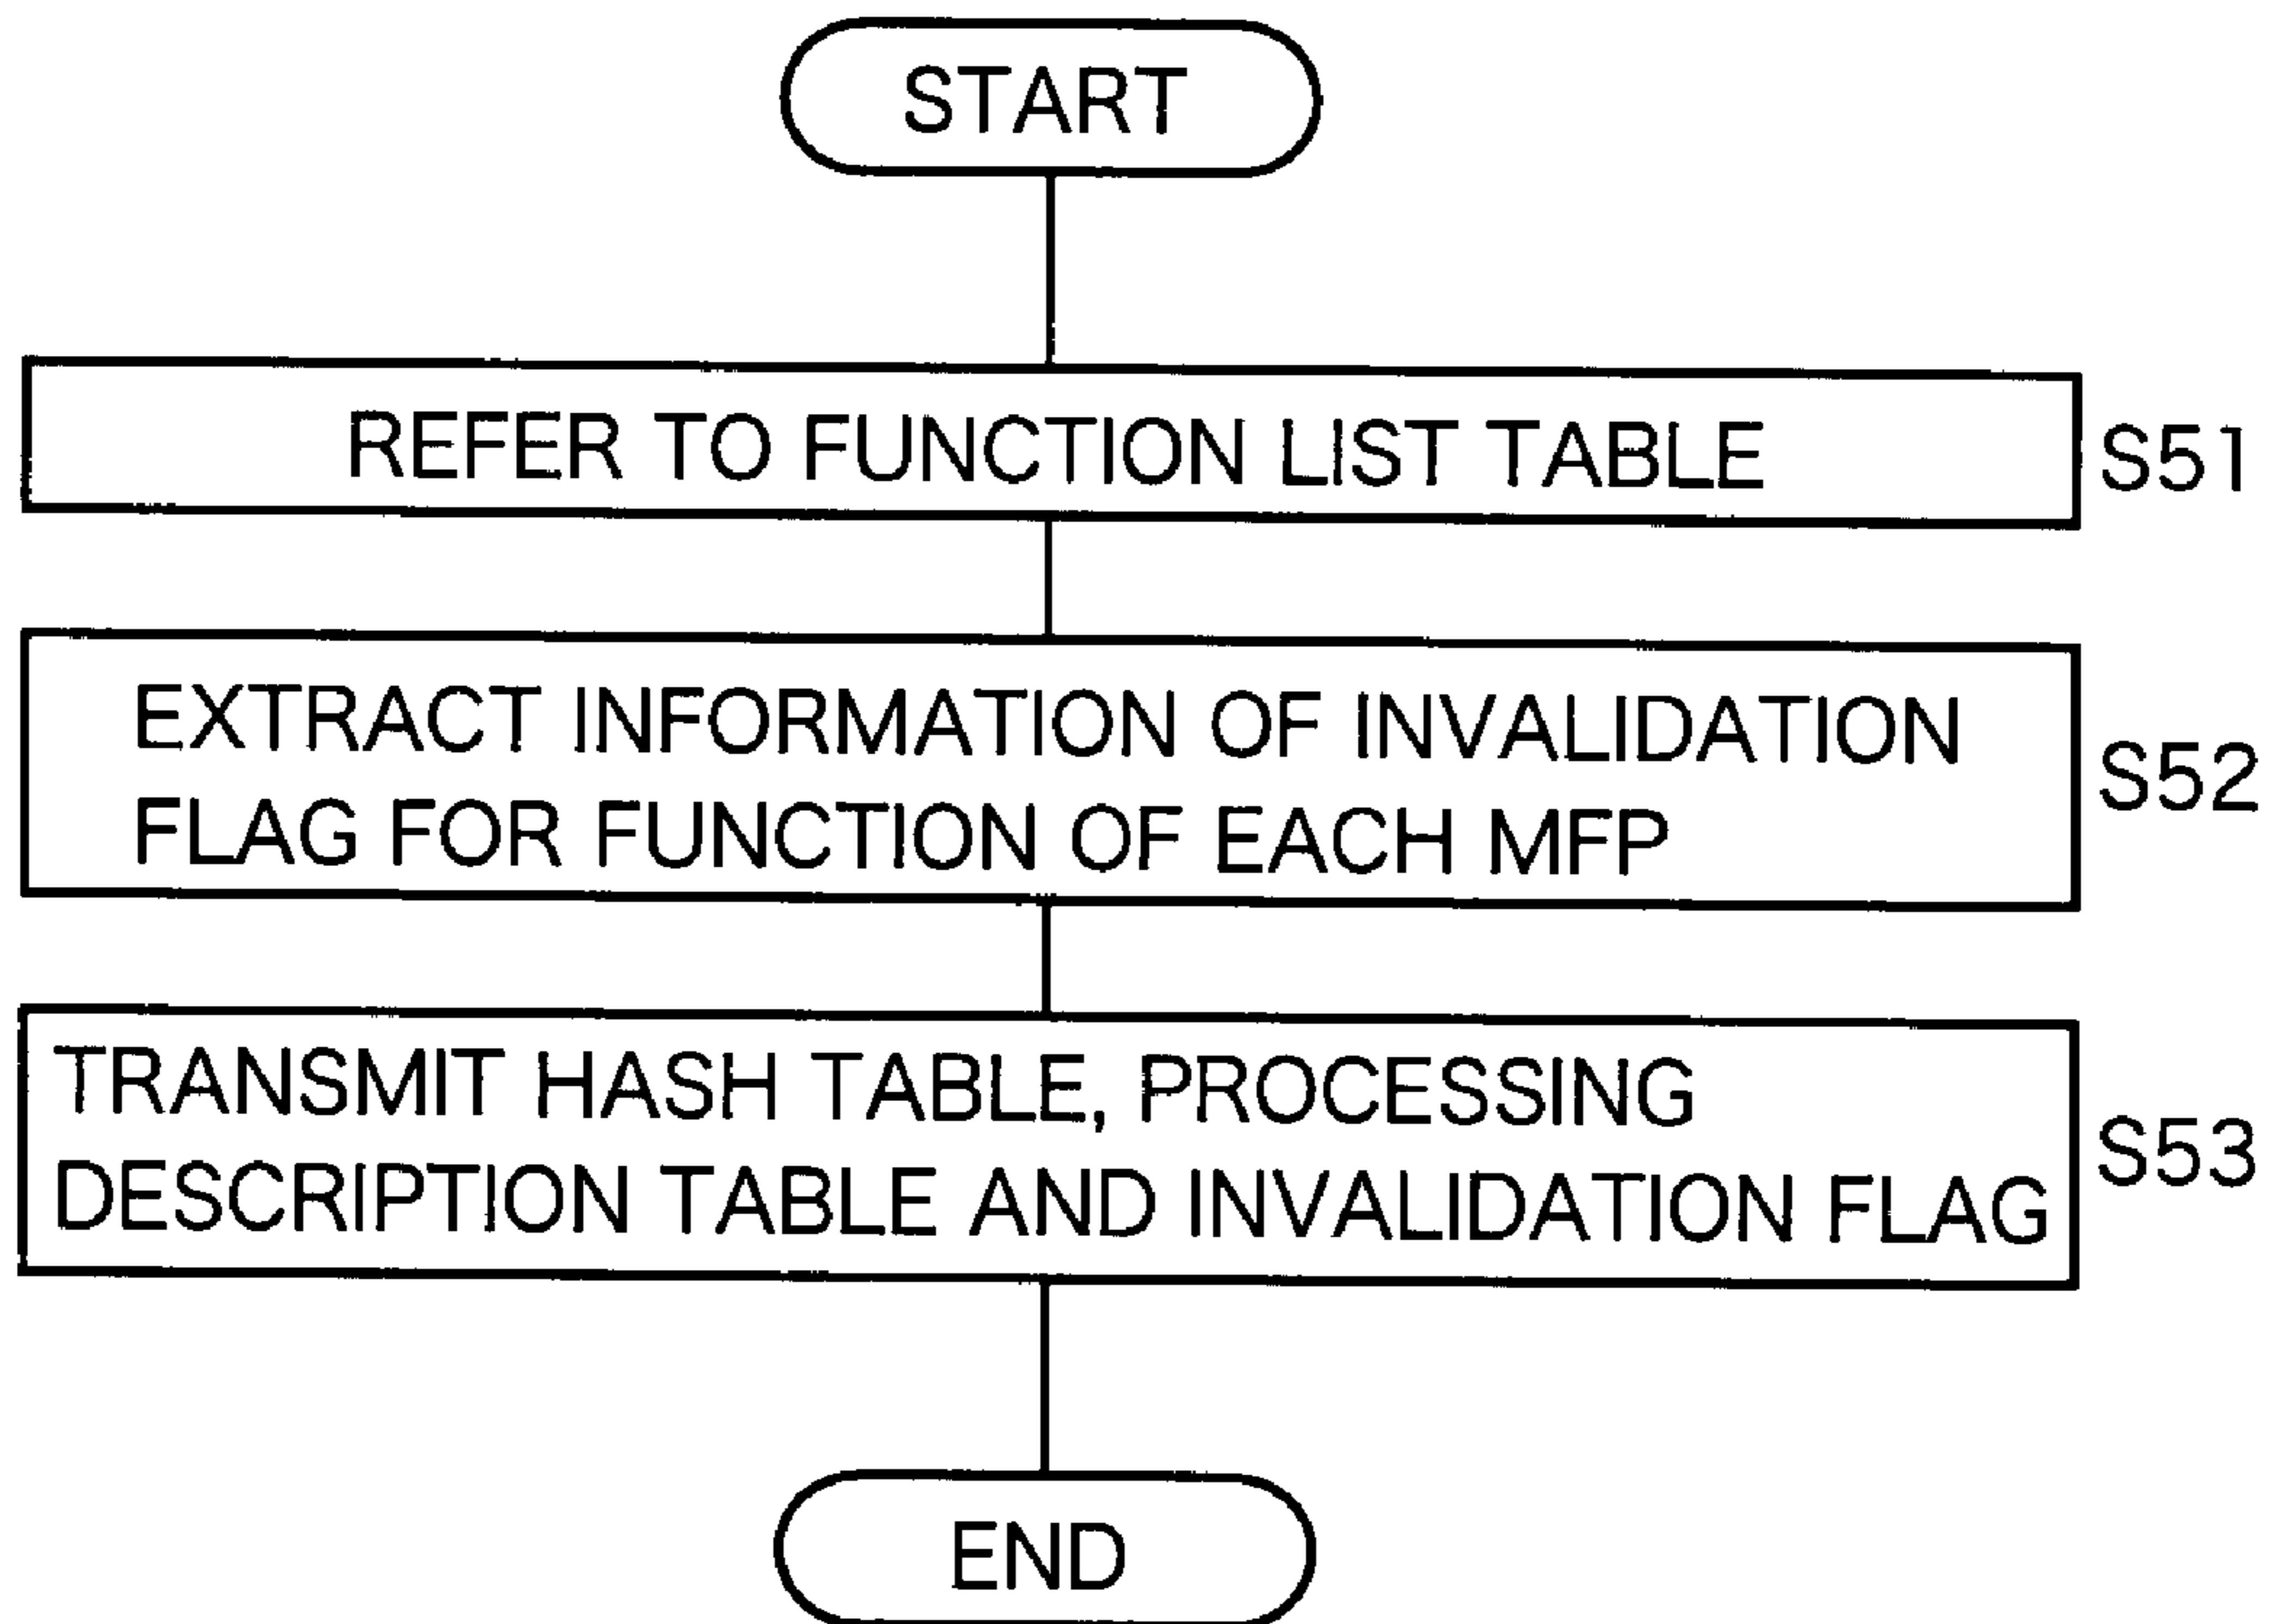 START
REFER TO FUNCTION LIST TABLE
S51
EXTRACT INFORMATION OF INVALIDATION
FLAG FOR FUNCTION OF EACH MFP
S52
TRANSMIT HASH TABLE, PROCESSING
DESCRIPTION TABLE AND INVALIDATION FLAG
S53
END